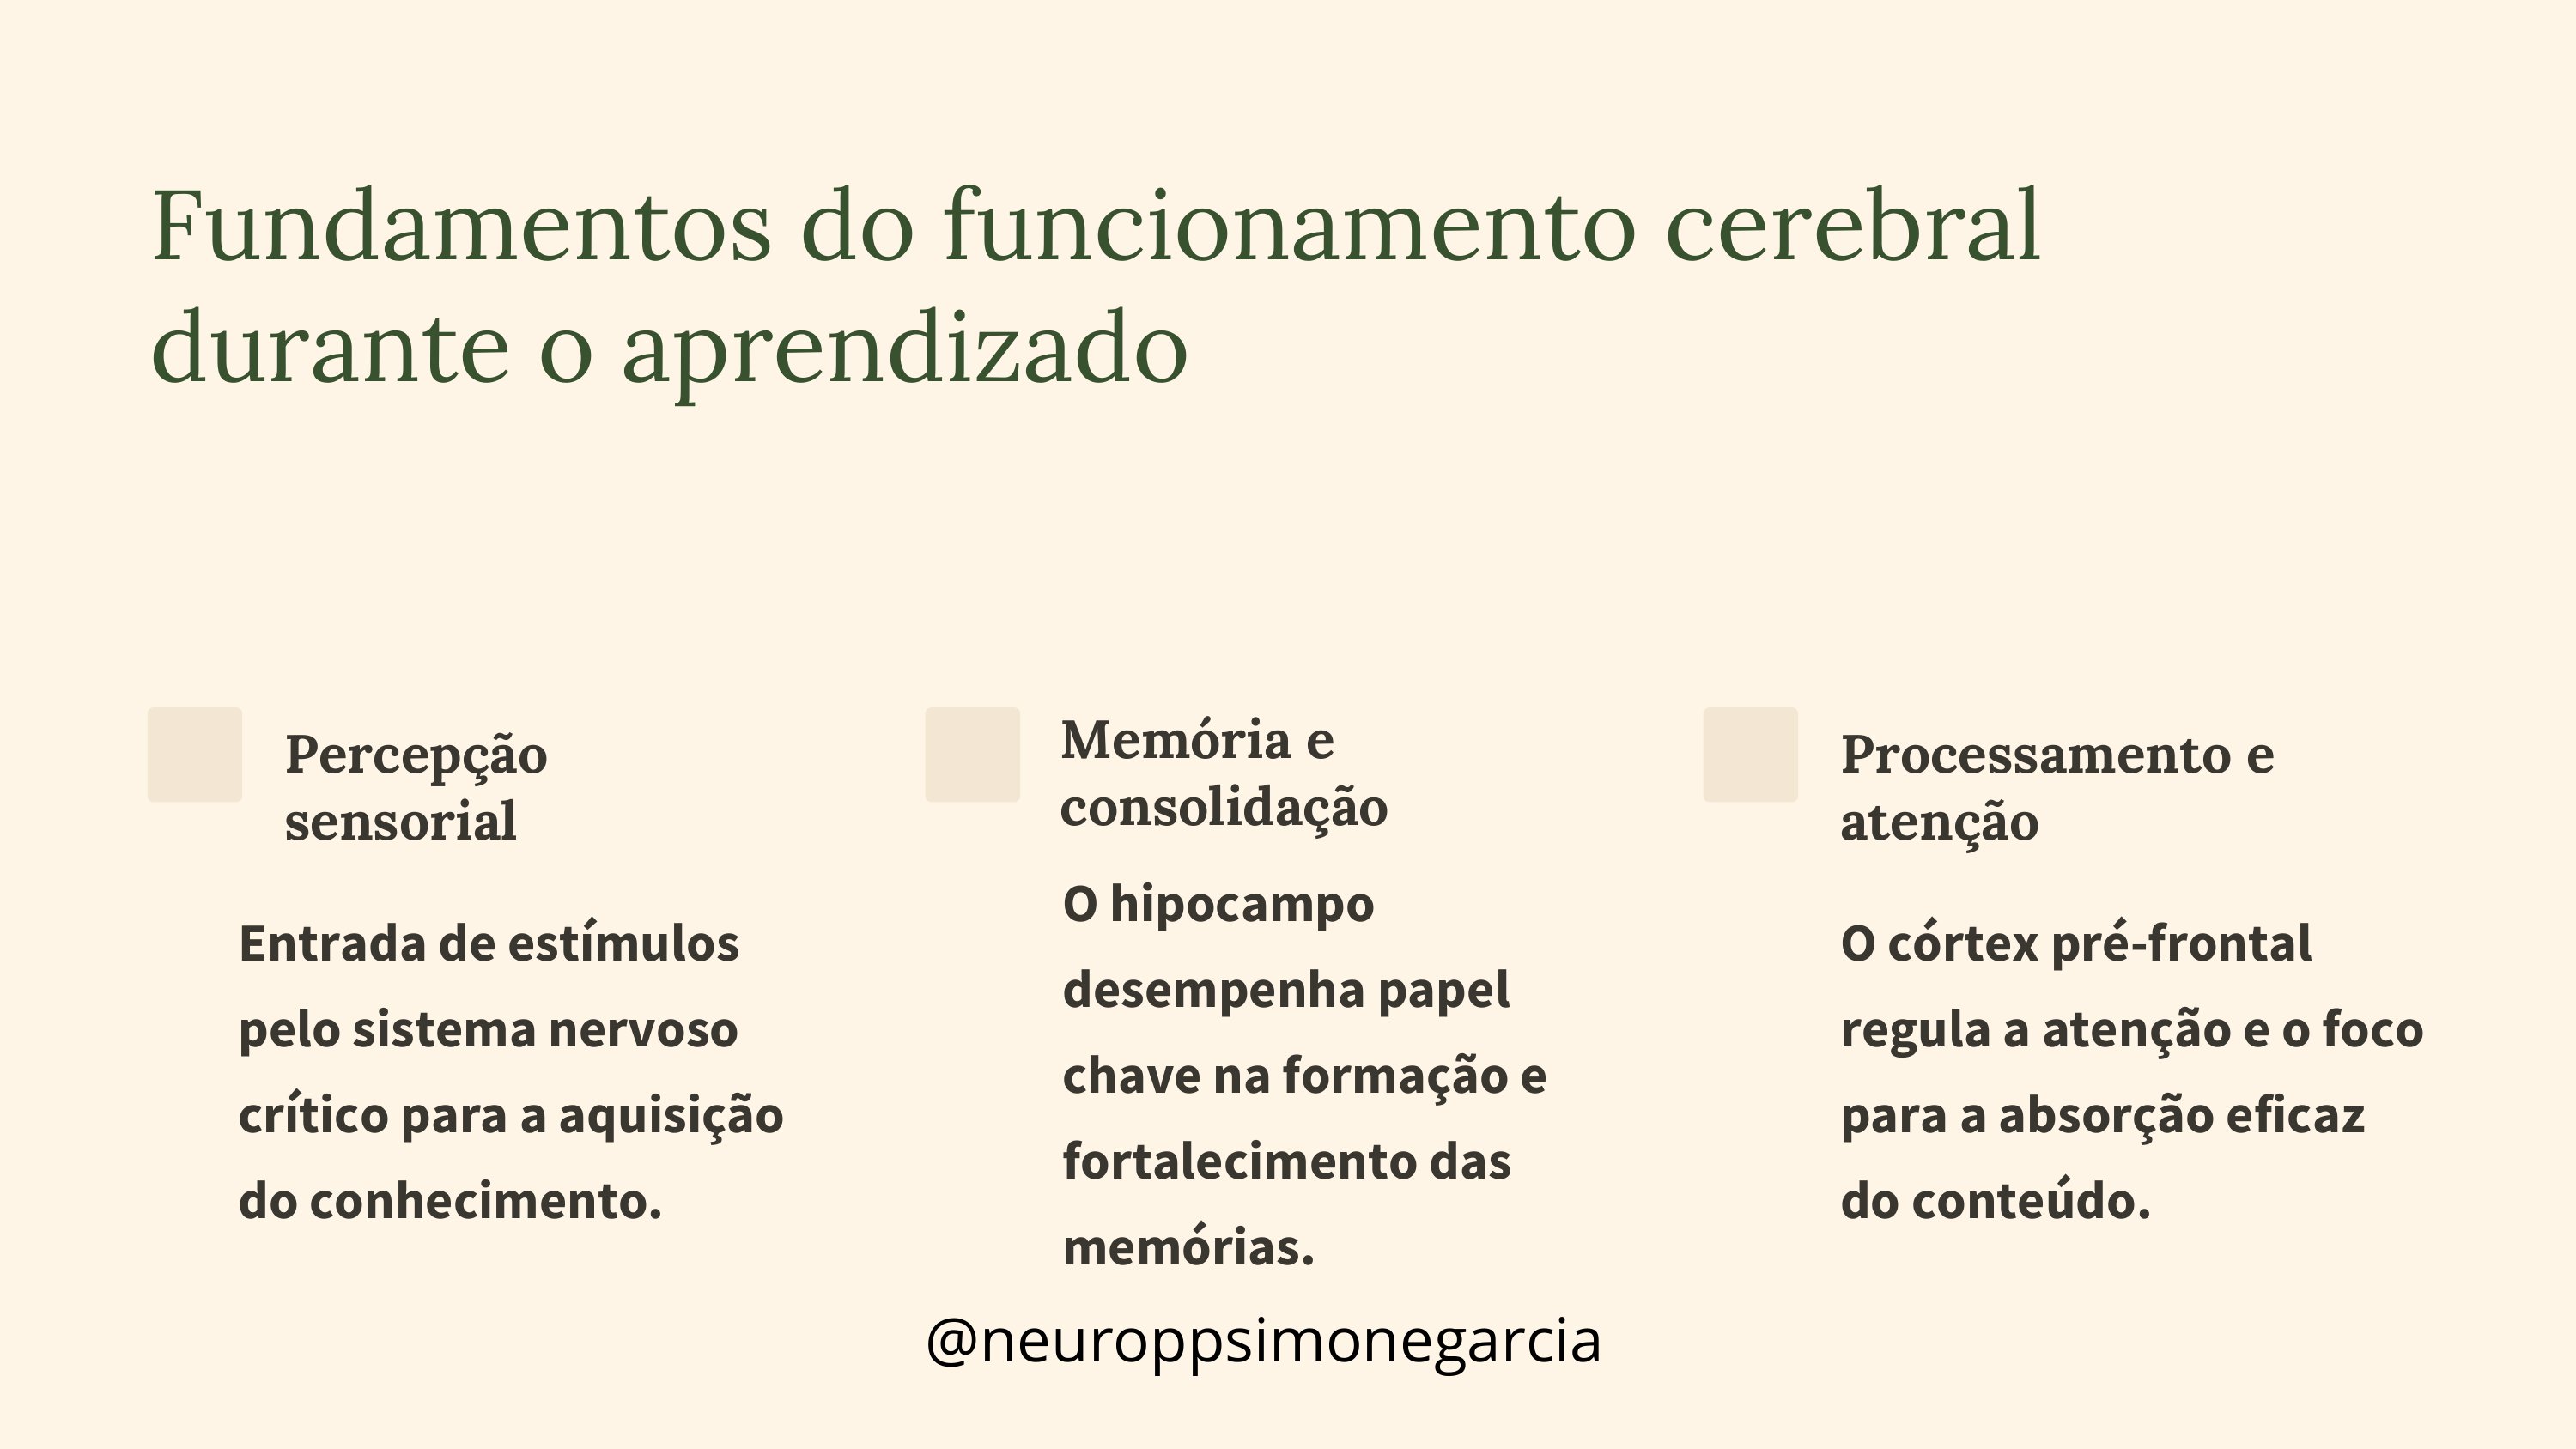 Fundamentos do funcionamento cerebral
durante o aprendizado
Percepção
sensorial
Entrada de estímulos
pelo sistema nervoso
crítico para a aquisição
do conhecimento.
Memória e
consolidação
O hipocampo
desempenha papel
chave na formação e
fortalecimento das
memórias.
Processamento e
atenção
O córtex pré-frontal
regula a atenção e o foco
para a absorção eficaz
do conteúdo.
@neuroppsimonegarcia